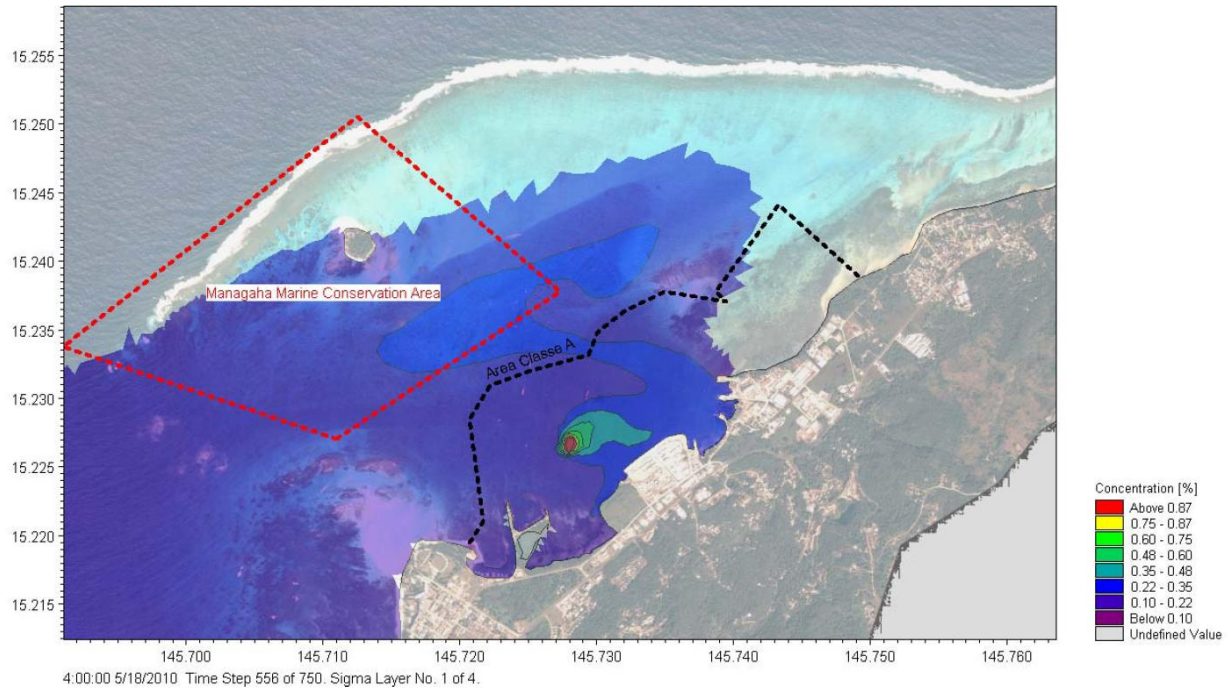 15.255
15.250
15.245
15.240
15.235
15.230
15.225
15.220
15.215
Managaha Marine Conservation Area
Area Classe A
145.700 145.710 145.720 145.730 145.740 145.750 145.760
4:00:00 5/18/2010 Time Step 556 of 750. Sigma Layer No. 1 of 4.
Concentration [%]
Above 0.87
0.75 - 0.87
0.60 - 0.75
0.48 - 0.60
0.35 - 0.48
0.22 - 0.35
0.10 - 0.22
Below 0.10
Undefined Value